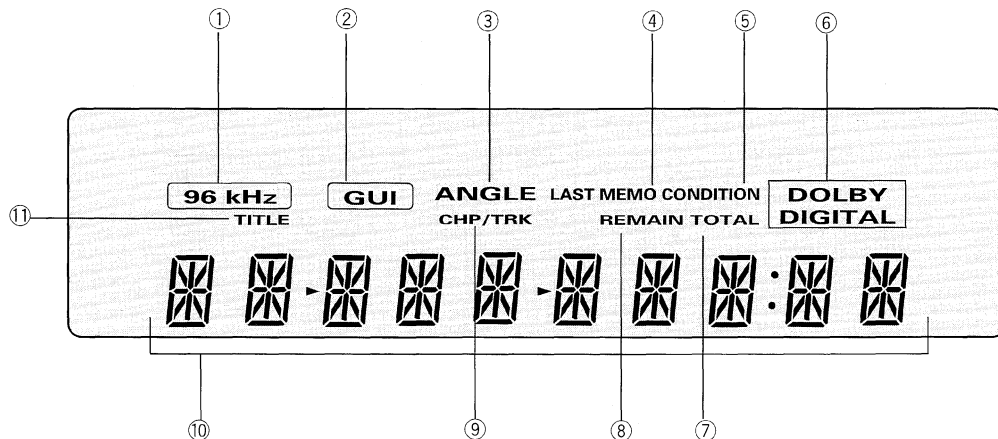 ① ② ③ ④ ⑤ ⑥
96 kHz GUI ANGLE LAST MEMO CONDITION DOLBY DIGITAL
⑪ TITLE CHP/TRK REMAIN TOTAL
⑩ ⑨ ⑧ ⑦